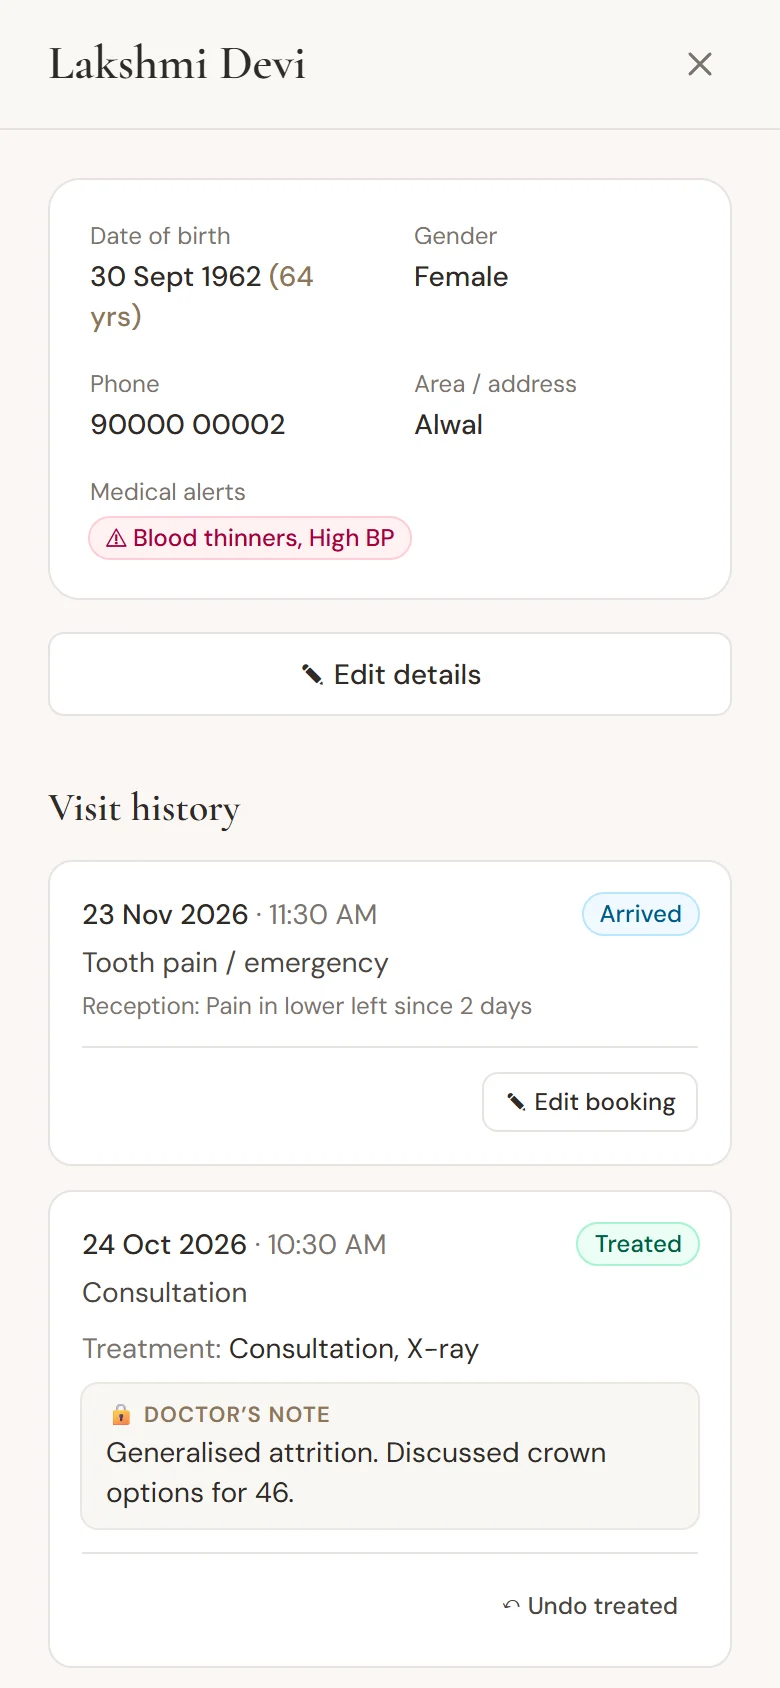 Lakshmi Devi
Date of birth
30 Sept 1962 (64 yrs)
Gender
Female
Phone
90000 00002
Area / address
Alwal
Medical alerts
⚠ Blood thinners, High BP
✎ Edit details
Visit history
23 Nov 2026 · 11:30 AM
Arrived
Tooth pain / emergency
Reception: Pain in lower left since 2 days
✎ Edit booking
24 Oct 2026 · 10:30 AM
Treated
Consultation
Treatment: Consultation, X-ray
🔒 DOCTOR’S NOTE
Generalised attrition. Discussed crown
options for 46.
↶ Undo treated